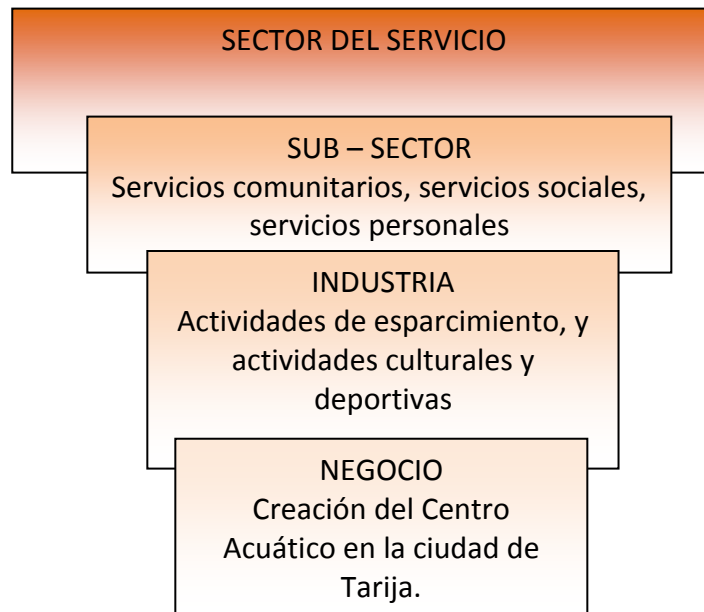 SECTOR DEL SERVICIO
SUB – SECTOR
Servicios comunitarios, servicios sociales,
servicios personales
INDUSTRIA
Actividades de esparcimiento, y
actividades culturales y
deportivas
NEGOCIO
Creación del Centro
Acuático en la ciudad de
Tarija.